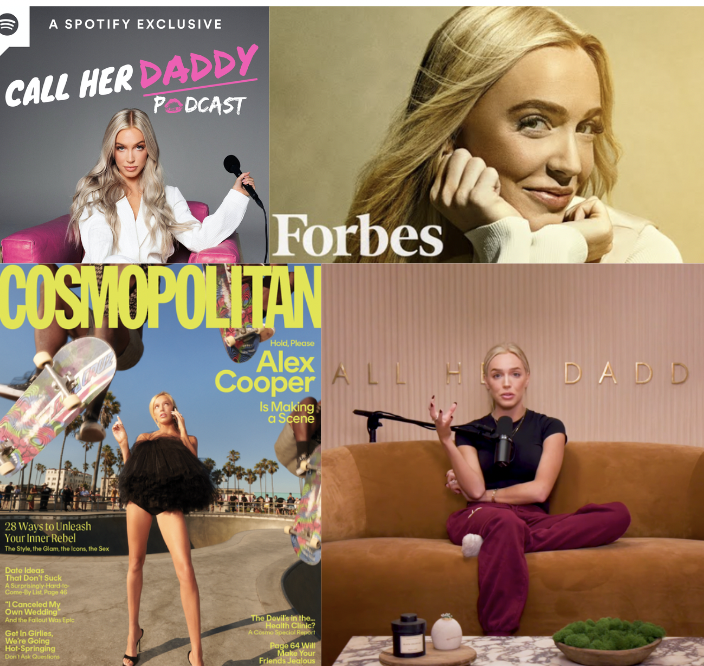 A SPOTIFY EXCLUSIVE
CALL HER DADDY
PODCAST
Forbes
COSMOPOLITAN
Hold, Please
Alex
Cooper
Is Making
a Scene
28 Ways to Unleash
Your Inner Rebel
The Style, the Glam, the Icons, the Sex
Date Ideas
That Don't Suck
A Surprisingly-Hard-to-
Come-By List, Page 46
"I Canceled My
Own Wedding"
And the Fallout Was Epic
Get In Girlies,
We're Going
Hot-Springing
Don't Ask Questions
The Devil's in the...
Health Clinic?
A Cosmo Special Report
Page 64 Will
Make Your
Friends Jealous
ALL HE DADD